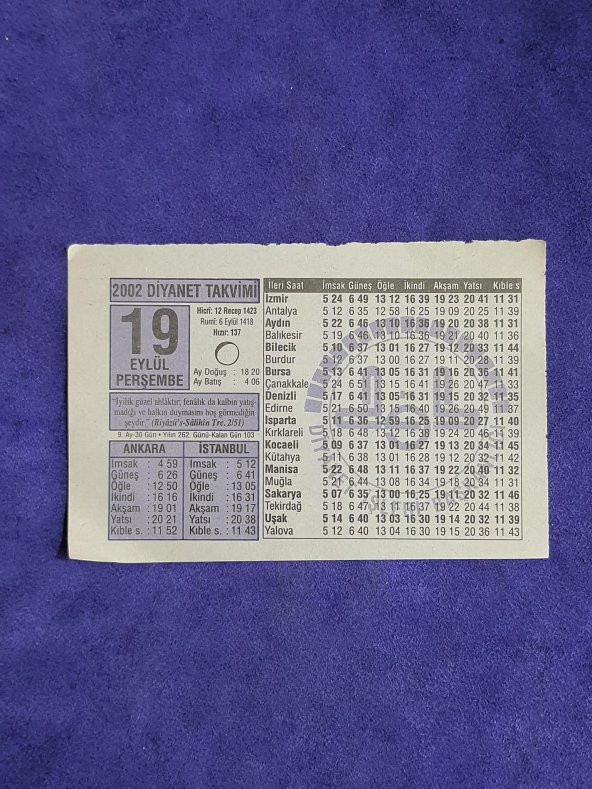 2002 DİYANET TAKVİMİ
19
EYLÜL
PERŞEMBE
Hicrî: 12 Recep 1423
Rumî: 6 Eylül 1418
Hızır: 137
Ay Doğuş : 18 20
Ay Batış : 4 06
"İyilik güzel ahlâktır; fenâlık da kalbin yatış-
madığı ve halkın duymasını hoş görmediğin
şeydir." (Riyâzü's-Sâlihîn Trc. 2/51)
9. Ay-30 Gün • Yılın 262. Günü-Kalan Gün 103
ANKARA
İmsak : 4 59
Güneş : 6 26
Öğle : 12 50
İkindi : 16 16
Akşam : 19 01
Yatsı : 20 21
Kıble s. : 11 52
İSTANBUL
İmsak : 5 12
Güneş : 6 41
Öğle : 13 05
İkindi : 16 31
Akşam : 19 17
Yatsı : 20 38
Kıble s. : 11 43
İleri Saat İmsak Güneş Öğle İkindi Akşam Yatsı Kıble s
İzmir 5 24 6 49 13 12 16 39 19 23 20 41 11 31
Antalya 5 12 6 35 12 58 16 25 19 09 20 25 11 39
Aydın 5 22 6 46 13 10 16 36 19 20 20 38 11 31
Balıkesir 5 19 6 46 13 09 16 36 19 20 20 39 11 37
Bilecik 5 10 6 37 13 01 16 27 19 12 20 33 11 44
Burdur 5 12 6 37 13 00 16 27 19 11 20 28 11 38
Bursa 5 13 6 41 13 05 16 31 19 16 20 36 11 41
Çanakkale 5 24 6 51 13 15 16 41 19 26 20 47 11 33
Denizli 5 17 6 41 13 05 16 31 19 15 20 32 11 35
Edirne 5 21 6 50 13 15 16 40 19 26 20 49 11 37
Isparta 5 11 6 36 12 59 16 25 19 10 20 27 11 40
Kırklareli 5 18 6 48 13 12 16 38 19 24 20 46 11 39
Kocaeli 5 09 6 37 13 01 16 27 19 13 20 34 11 45
Kütahya 5 11 6 38 13 01 16 28 19 12 20 32 11 42
Manisa 5 22 6 48 13 11 16 37 19 22 20 40 11 32
Muğla 5 21 6 44 13 08 16 34 19 18 20 34 11 31
Sakarya 5 07 6 35 13 00 16 25 19 11 20 32 11 46
Tekirdağ 5 18 6 47 13 11 16 37 19 23 20 44 11 38
Uşak 5 14 6 40 13 03 16 30 19 14 20 32 11 39
Yalova 5 12 6 40 13 04 16 30 19 15 20 36 11 43